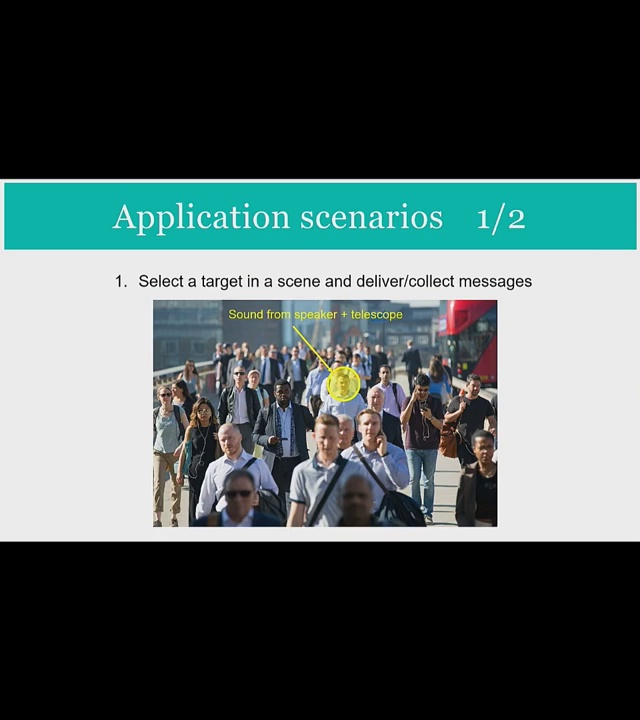 Application scenarios 1/2
1. Select a target in a scene and deliver/collect messages
Sound from speaker + telescope